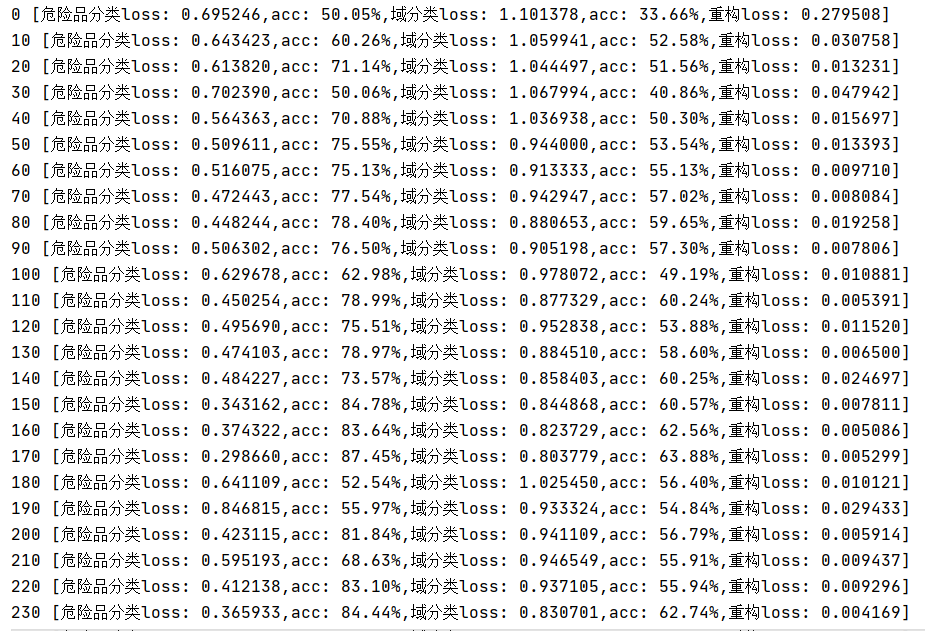 0 [危险品分类loss: 0.695246,acc: 50.05%,域分类loss: 1.101378,acc: 33.66%,重构loss: 0.279508]
10 [危险品分类loss: 0.643423,acc: 60.26%,域分类loss: 1.059941,acc: 52.58%,重构loss: 0.030758]
20 [危险品分类loss: 0.613820,acc: 71.14%,域分类loss: 1.044497,acc: 51.56%,重构loss: 0.013231]
30 [危险品分类loss: 0.702390,acc: 50.06%,域分类loss: 1.067994,acc: 40.86%,重构loss: 0.047942]
40 [危险品分类loss: 0.564363,acc: 70.88%,域分类loss: 1.036938,acc: 50.30%,重构loss: 0.015697]
50 [危险品分类loss: 0.509611,acc: 75.55%,域分类loss: 0.944000,acc: 53.54%,重构loss: 0.013393]
60 [危险品分类loss: 0.516075,acc: 75.13%,域分类loss: 0.913333,acc: 55.13%,重构loss: 0.009710]
70 [危险品分类loss: 0.472443,acc: 77.54%,域分类loss: 0.942947,acc: 57.02%,重构loss: 0.008084]
80 [危险品分类loss: 0.448244,acc: 78.40%,域分类loss: 0.880653,acc: 59.65%,重构loss: 0.019258]
90 [危险品分类loss: 0.506302,acc: 76.50%,域分类loss: 0.905198,acc: 57.30%,重构loss: 0.007806]
100 [危险品分类loss: 0.629678,acc: 62.98%,域分类loss: 0.978072,acc: 49.19%,重构loss: 0.010881]
110 [危险品分类loss: 0.450254,acc: 78.99%,域分类loss: 0.877329,acc: 60.24%,重构loss: 0.005391]
120 [危险品分类loss: 0.495690,acc: 75.51%,域分类loss: 0.952838,acc: 53.88%,重构loss: 0.011520]
130 [危险品分类loss: 0.474103,acc: 78.97%,域分类loss: 0.884510,acc: 58.60%,重构loss: 0.006500]
140 [危险品分类loss: 0.484227,acc: 73.57%,域分类loss: 0.858403,acc: 60.25%,重构loss: 0.024697]
150 [危险品分类loss: 0.343162,acc: 84.78%,域分类loss: 0.844868,acc: 60.57%,重构loss: 0.007811]
160 [危险品分类loss: 0.374322,acc: 83.64%,域分类loss: 0.823729,acc: 62.56%,重构loss: 0.005086]
170 [危险品分类loss: 0.298660,acc: 87.45%,域分类loss: 0.803779,acc: 63.88%,重构loss: 0.005299]
180 [危险品分类loss: 0.641109,acc: 52.54%,域分类loss: 1.025450,acc: 56.40%,重构loss: 0.010121]
190 [危险品分类loss: 0.846815,acc: 55.97%,域分类loss: 0.933324,acc: 54.84%,重构loss: 0.029433]
200 [危险品分类loss: 0.423115,acc: 81.84%,域分类loss: 0.941109,acc: 56.79%,重构loss: 0.005914]
210 [危险品分类loss: 0.595193,acc: 68.63%,域分类loss: 0.946549,acc: 55.91%,重构loss: 0.009437]
220 [危险品分类loss: 0.412138,acc: 83.10%,域分类loss: 0.937105,acc: 55.94%,重构loss: 0.009296]
230 [危险品分类loss: 0.365933,acc: 84.44%,域分类loss: 0.830701,acc: 62.74%,重构loss: 0.004169]